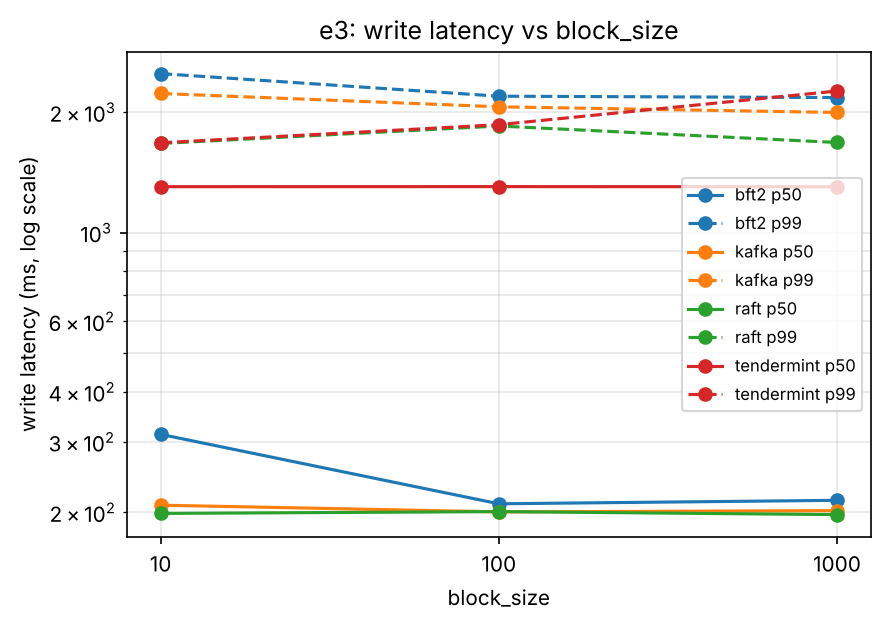 e3: write latency vs block_size
write latency (ms, log scale)
2 × 10³
10³
6 × 10²
4 × 10²
3 × 10²
2 × 10²
bft2 p50
bft2 p99
kafka p50
kafka p99
raft p50
raft p99
tendermint p50
tendermint p99
10 100 1000
block_size